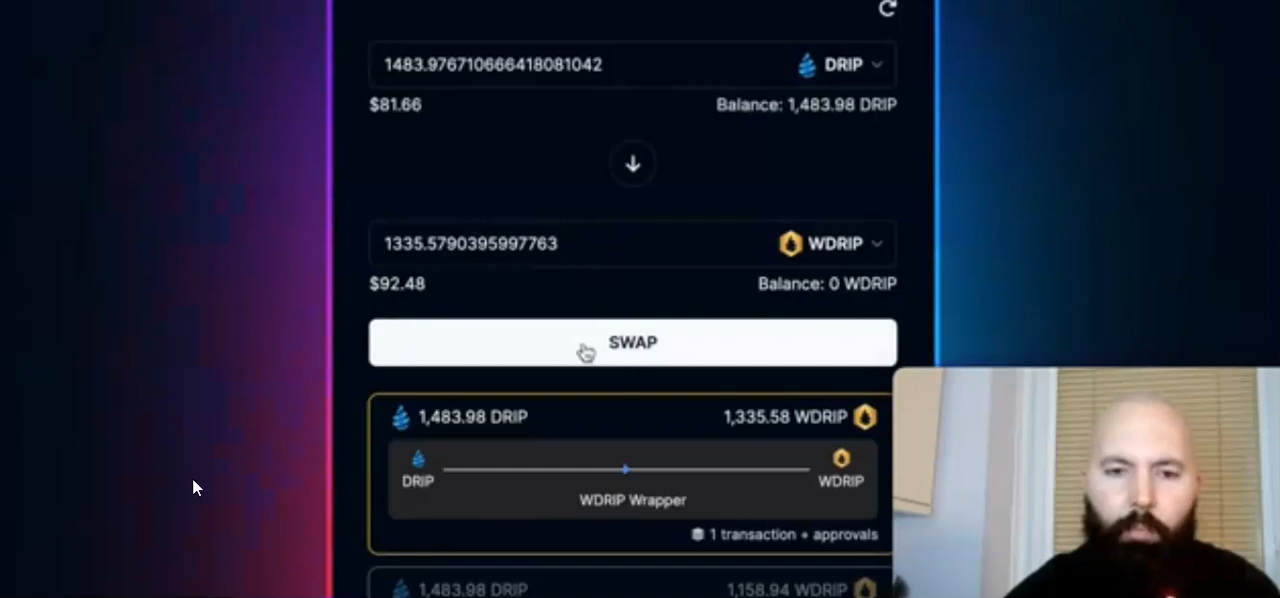 1483.976710666418081042 DRIP
$81.66 Balance: 1,483.98 DRIP
1335.5790395997763 WDRIP
$92.48 Balance: 0 WDRIP
SWAP
1,483.98 DRIP 1,335.58 WDRIP
DRIP WDRIP
WDRIP Wrapper
1 transaction + approvals
1,483.98 DRIP 1,158.94 WDRIP